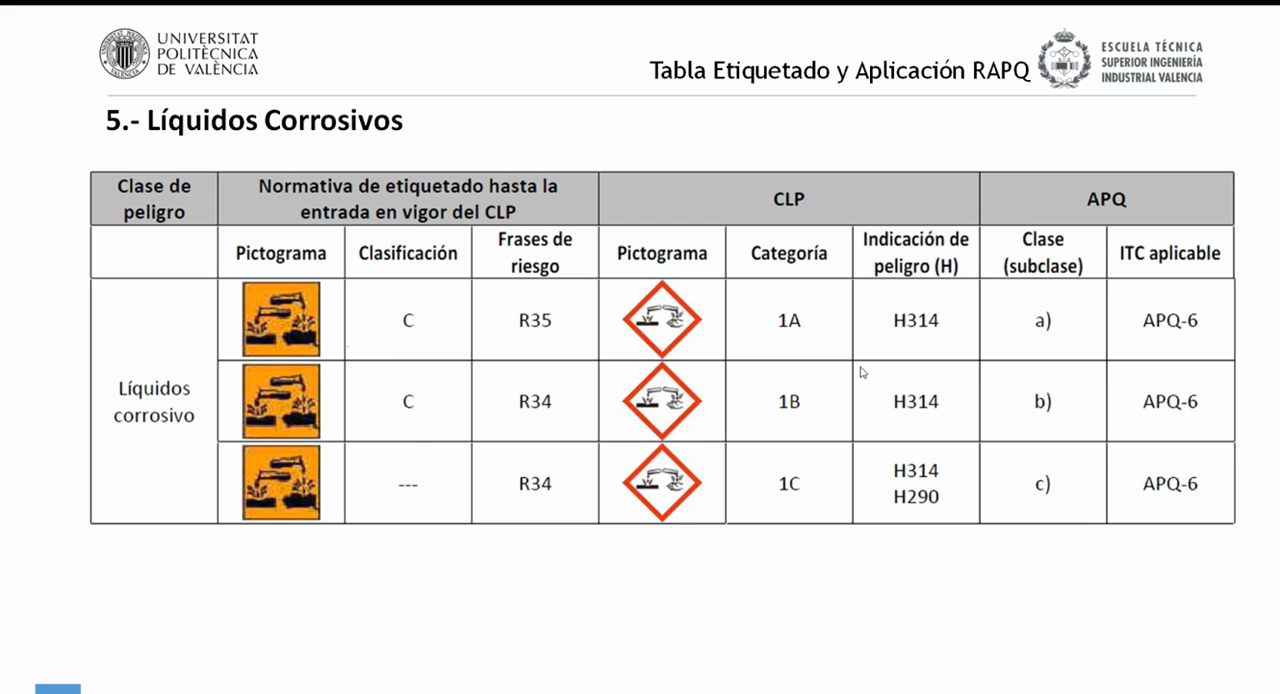 UNIVERSITAT
POLITÈCNICA
DE VALÈNCIA
Tabla Etiquetado y Aplicación RAPQ
ESCUELA TÉCNICA
SUPERIOR INGENIERÍA
INDUSTRIAL VALENCIA
5.- Líquidos Corrosivos
Clase de
peligro
Normativa de etiquetado hasta la
entrada en vigor del CLP
CLP
APQ
Pictograma
Clasificación
Frases de
riesgo
Pictograma
Categoría
Indicación de
peligro (H)
Clase
(subclase)
ITC aplicable
Líquidos
corrosivo
C
R35
1A
H314
a)
APQ-6
C
R34
1B
H314
b)
APQ-6
---
R34
1C
H314
H290
c)
APQ-6